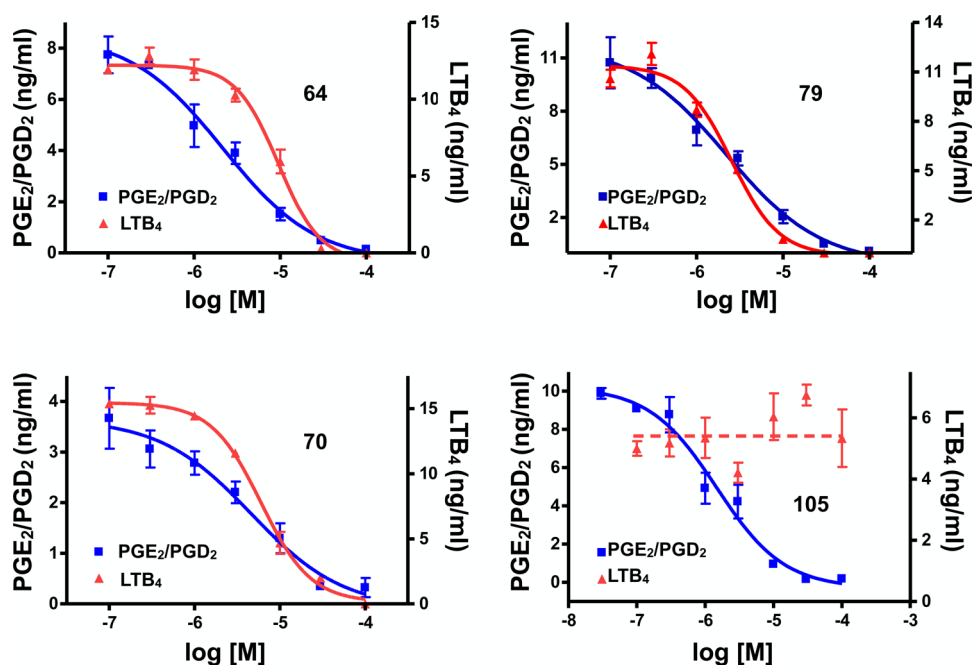 PGE₂/PGD₂ (ng/ml)
8
6
4
2
0
64
PGE₂/PGD₂
LTB₄
15
10
5
0
LTB₄ (ng/ml)
-7 -6 -5 -4
log [M]
PGE₂/PGD₂ (ng/ml)
11
8
5
2
79
PGE₂/PGD₂
LTB₄
14
11
8
5
2
LTB₄ (ng/ml)
-7 -6 -5 -4
log [M]
PGE₂/PGD₂ (ng/ml)
4
3
2
1
0
70
PGE₂/PGD₂
LTB₄
15
10
5
0
LTB₄ (ng/ml)
-7 -6 -5 -4
log [M]
PGE₂/PGD₂ (ng/ml)
10
8
6
4
2
0
105
PGE₂/PGD₂
LTB₄
6
4
2
0
LTB₄ (ng/ml)
-8 -7 -6 -5 -4 -3
log [M]